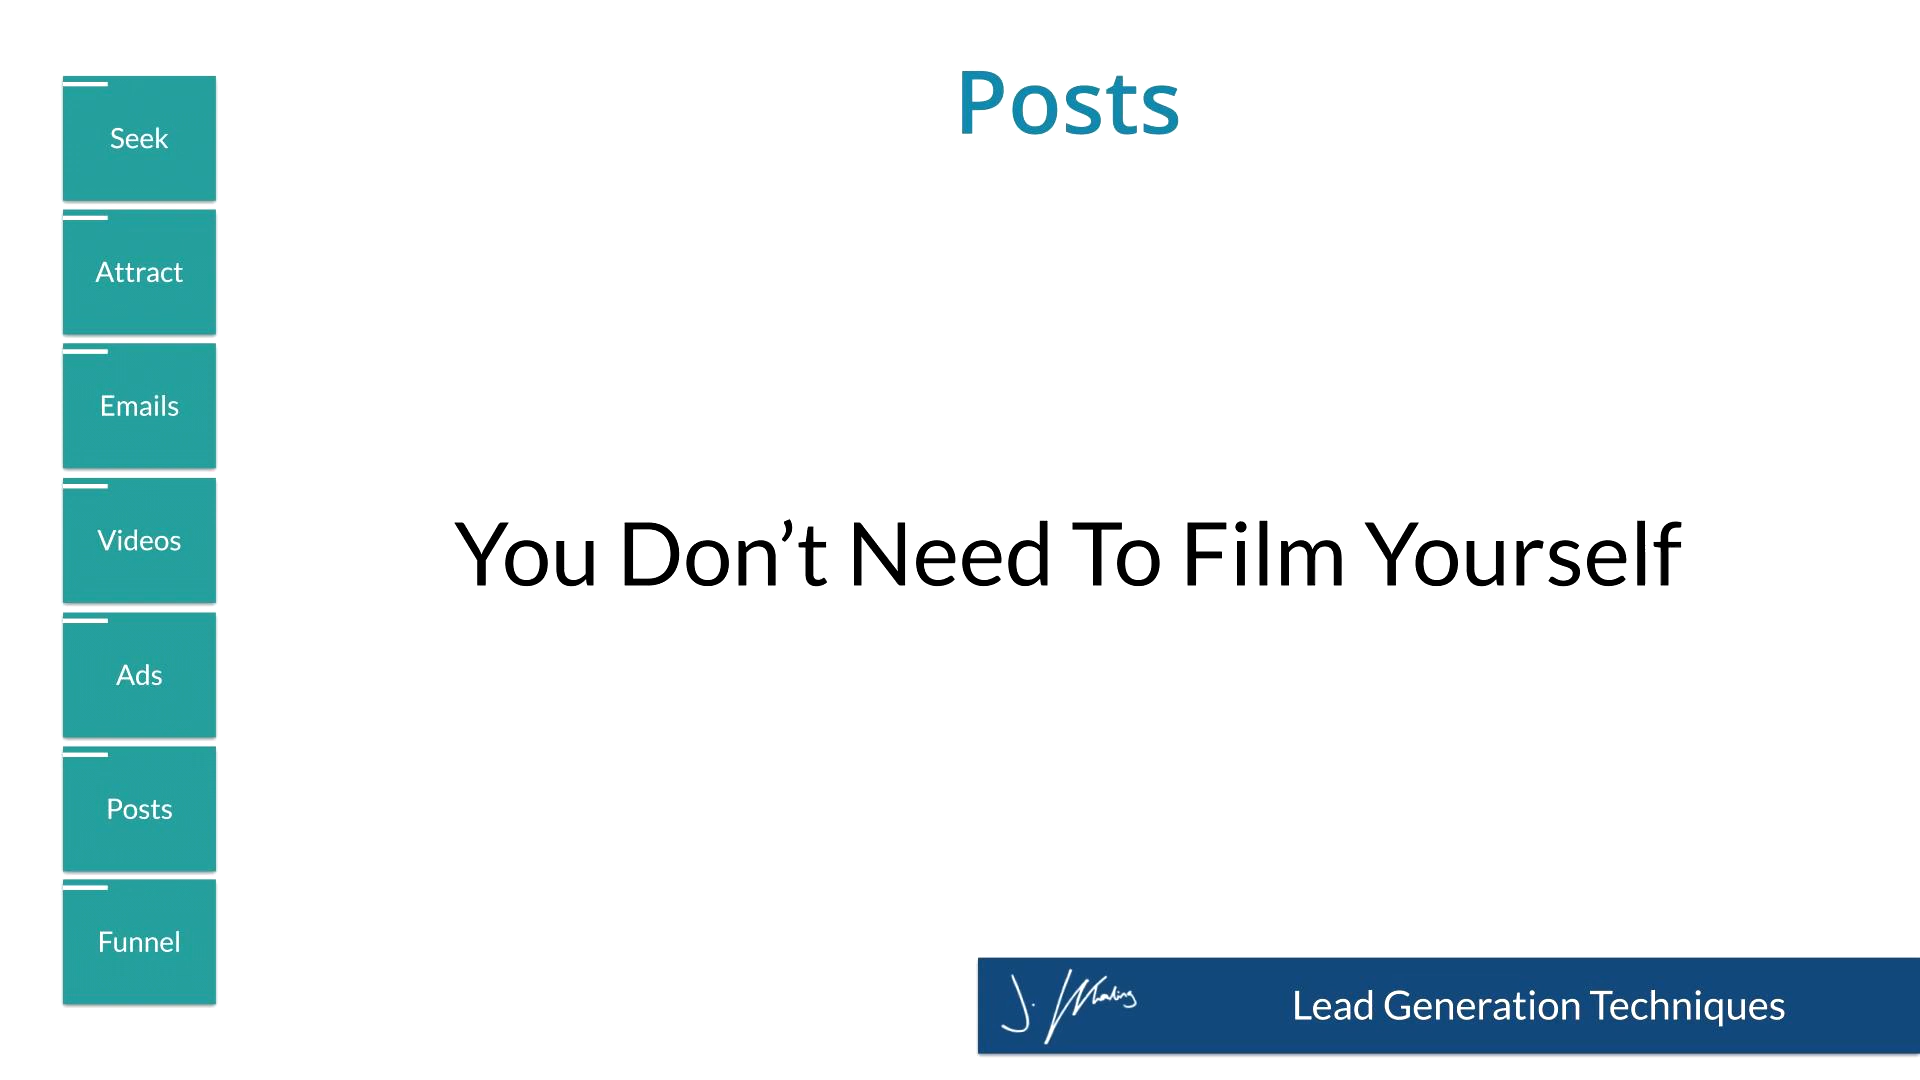 Posts
Seek
Attract
Emails
Videos
Ads
Posts
Funnel
You Don’t Need To Film Yourself
Lead Generation Techniques